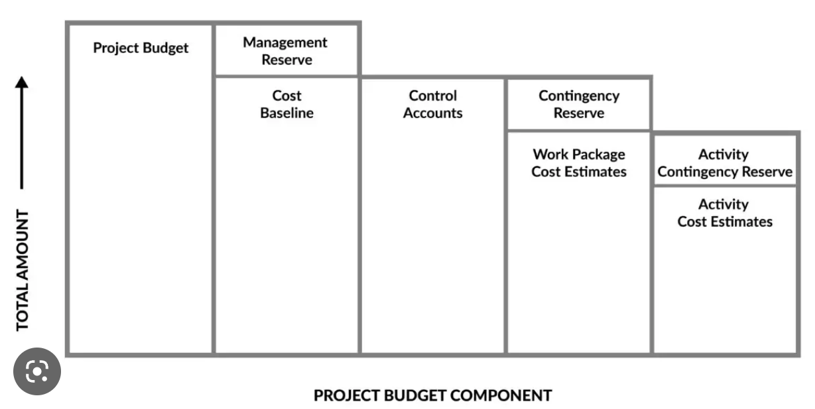 Project Budget
Management
Reserve
Cost
Baseline
Control
Accounts
Contingency
Reserve
Work Package
Cost Estimates
Activity
Contingency Reserve
Activity
Cost Estimates
TOTAL AMOUNT
PROJECT BUDGET COMPONENT